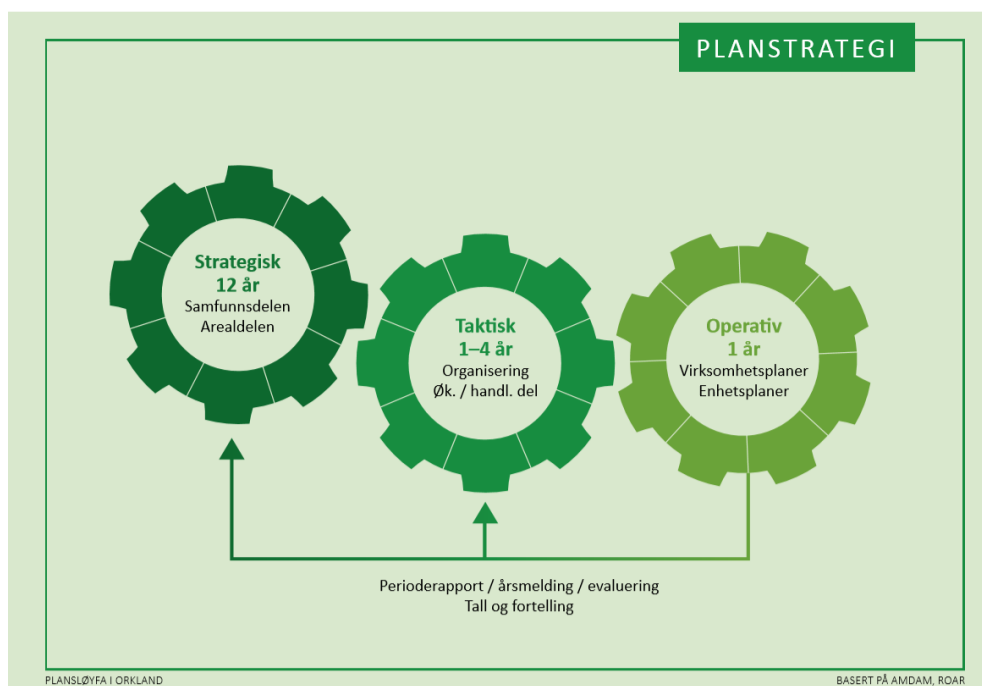 PLANSTRATEGI
Strategisk
12 år
Samfunnsdelen
Arealdelen
Taktisk
1–4 år
Organisering
Øk. / handl. del
Operativ
1 år
Virksomhetsplaner
Enhetsplaner
Perioderapport / årsmelding / evaluering
Tall og fortelling
PLANSLØYFA I ORKLAND
BASERT PÅ AMDAM, ROAR